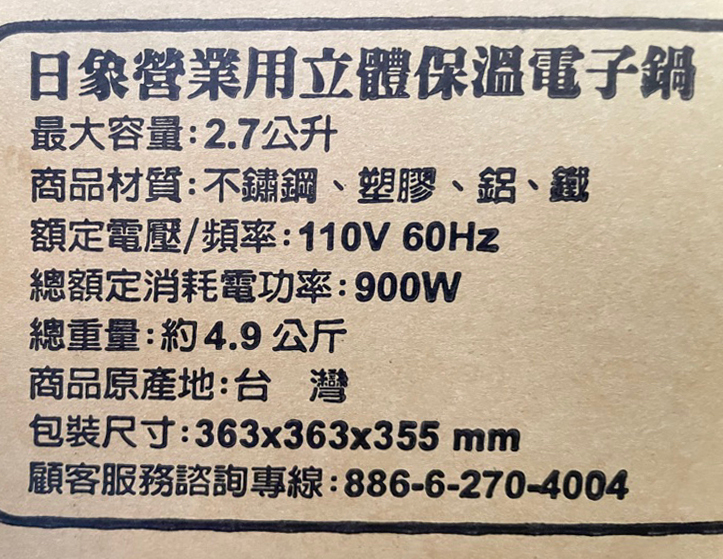 日象營業用立體保溫電子鍋
最大容量:2.7公升
商品材質:不鏽鋼、塑膠、鋁、鐵
額定電壓/頻率:110V 60Hz
總額定消耗電功率:900W
總重量:約4.9公斤
商品原產地:台 灣
包裝尺寸:363x363x355 mm
顧客服務諮詢專線:886-6-270-4004